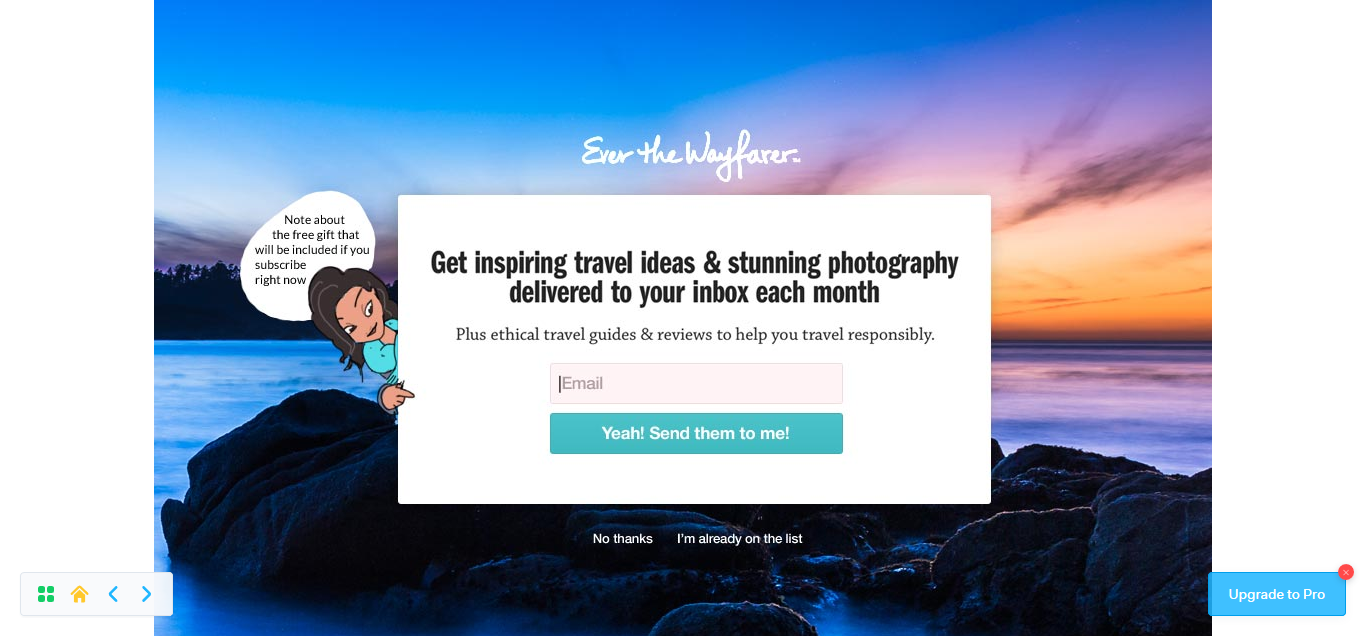 Ever the Wayfarer
Note about
the free gift that
will be included if you
subscribe
right now
Get inspiring travel ideas & stunning photography
delivered to your inbox each month
Plus ethical travel guides & reviews to help you travel responsibly.
Email
Yeah! Send them to me!
No thanks I'm already on the list
Upgrade to Pro